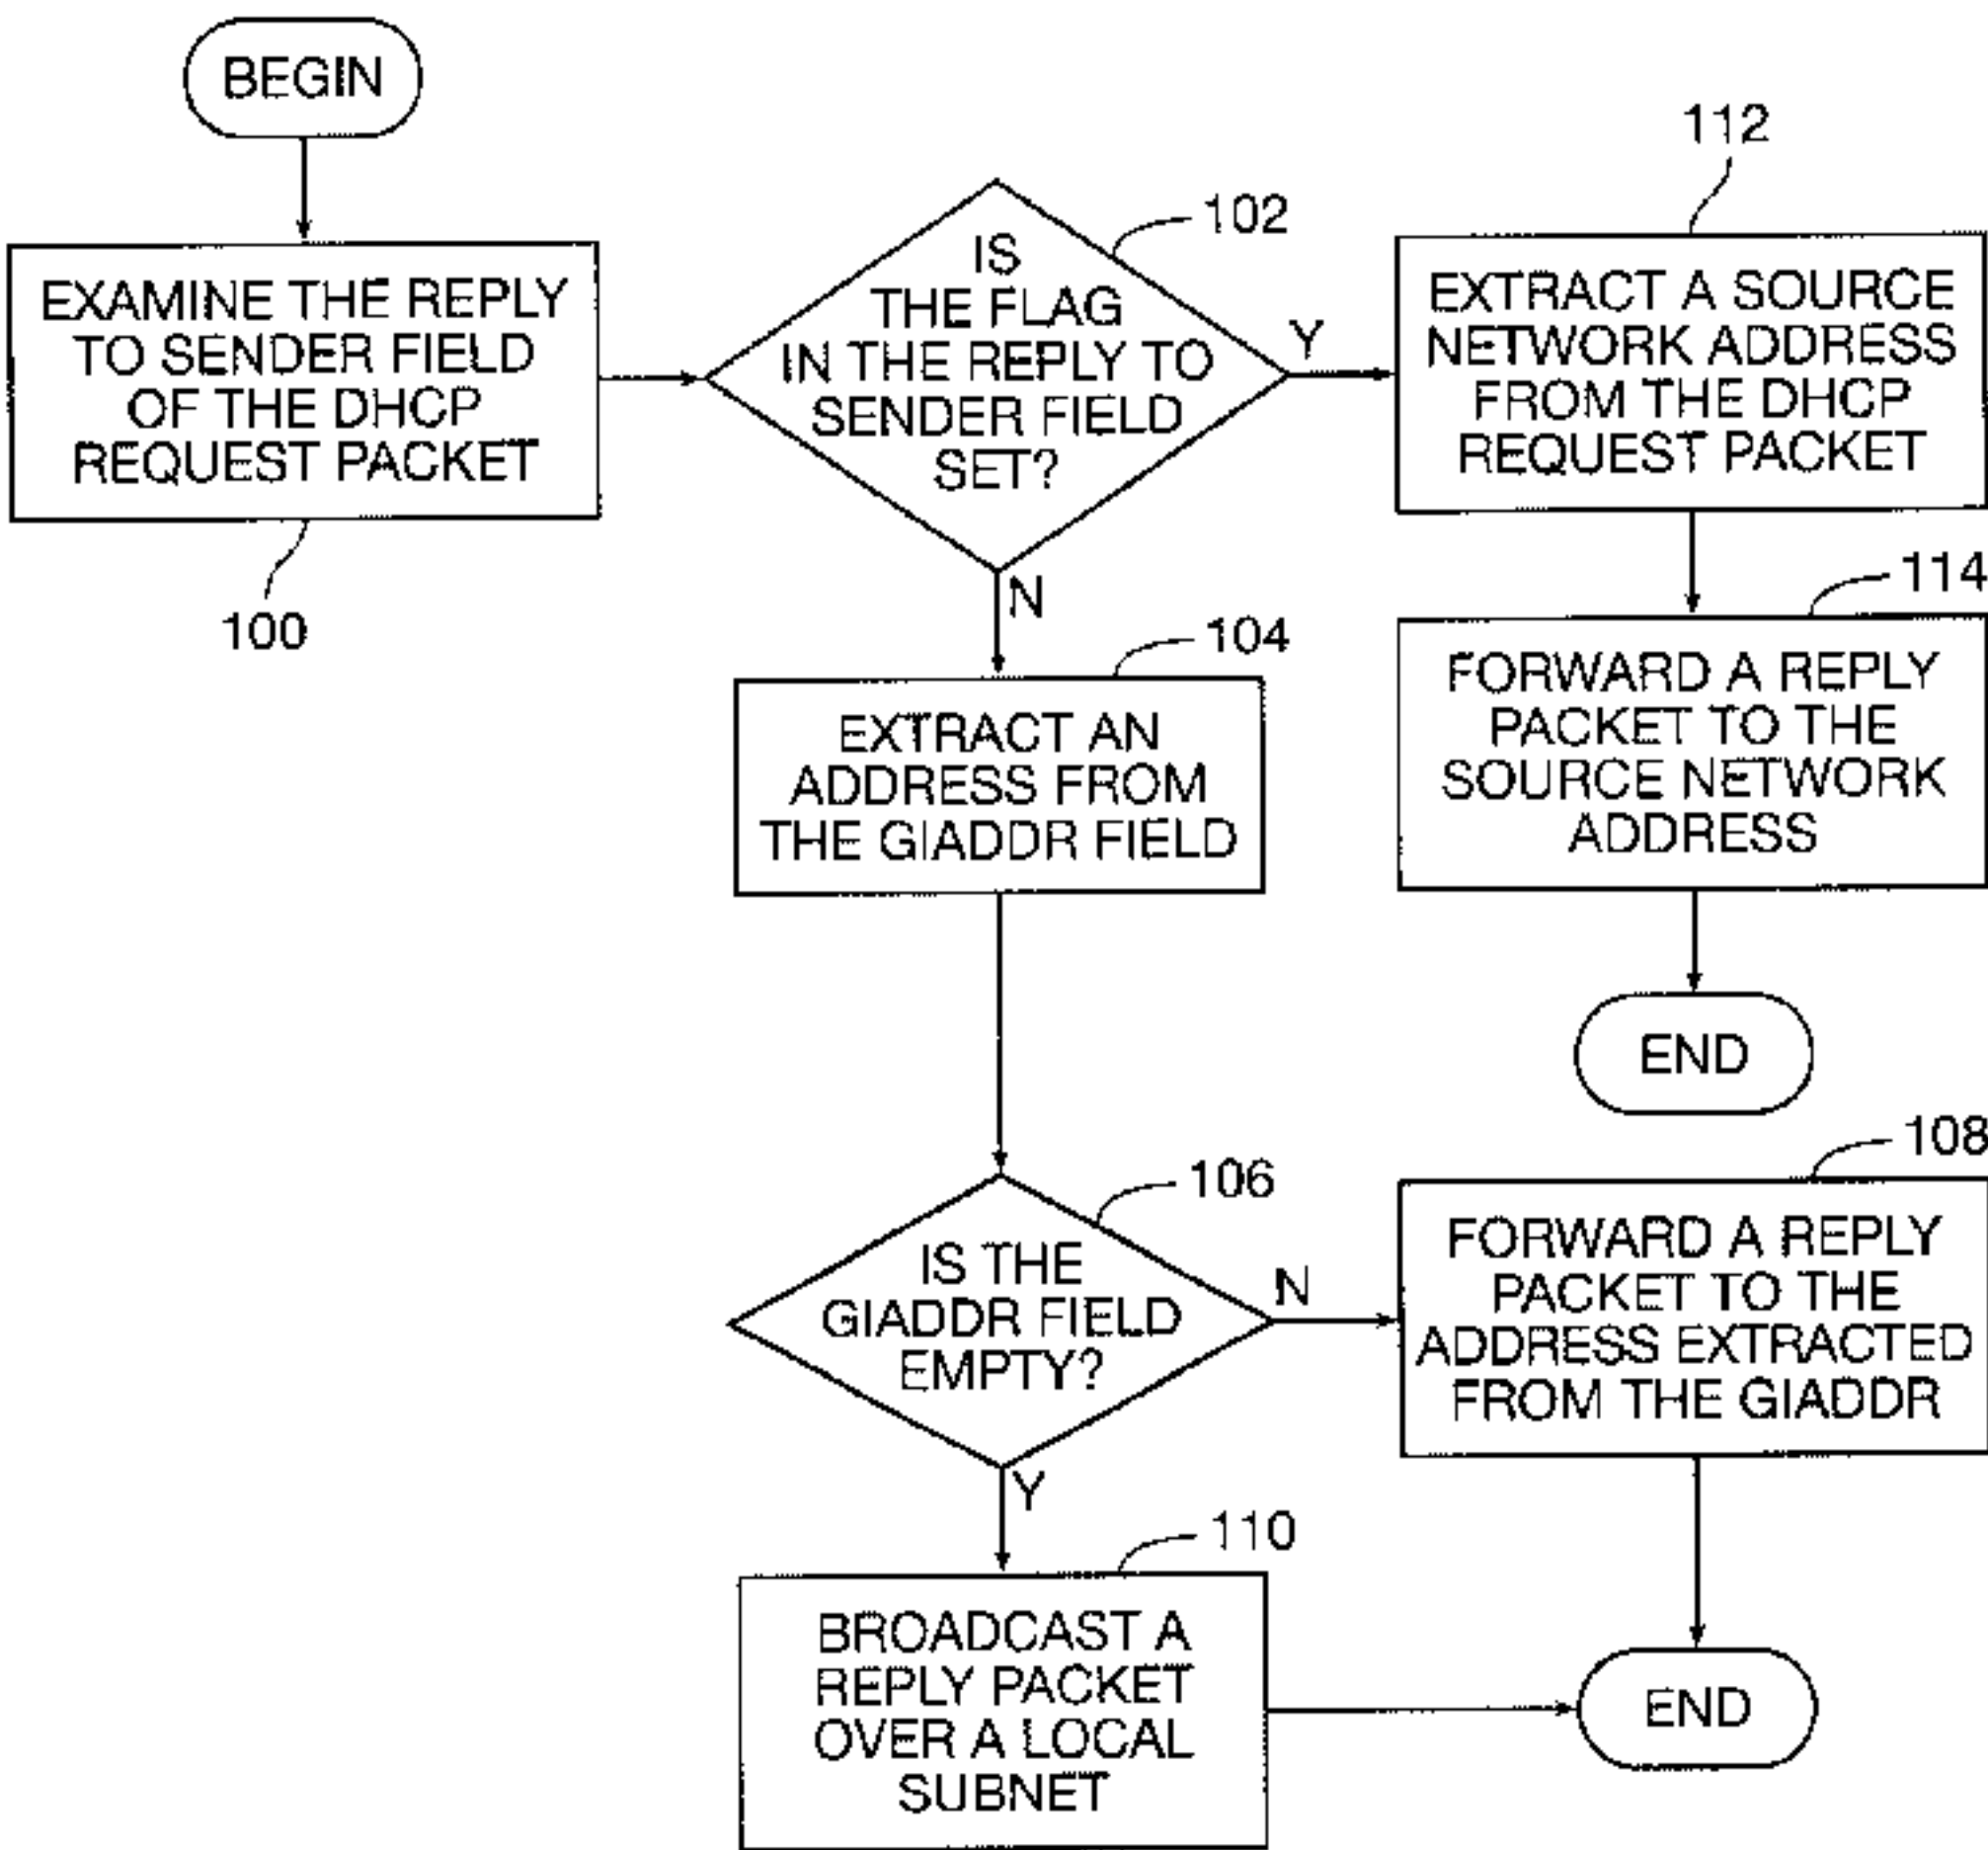 BEGIN
EXAMINE THE REPLY
TO SENDER FIELD
OF THE DHCP
REQUEST PACKET
100
102
IS
THE FLAG
IN THE REPLY TO
SENDER FIELD
SET?
Y
N
112
EXTRACT A SOURCE
NETWORK ADDRESS
FROM THE DHCP
REQUEST PACKET
114
FORWARD A REPLY
PACKET TO THE
SOURCE NETWORK
ADDRESS
END
104
EXTRACT AN
ADDRESS FROM
THE GIADDR FIELD
106
IS THE
GIADDR FIELD
EMPTY?
N
Y
108
FORWARD A REPLY
PACKET TO THE
ADDRESS EXTRACTED
FROM THE GIADDR
110
BROADCAST A
REPLY PACKET
OVER A LOCAL
SUBNET
END